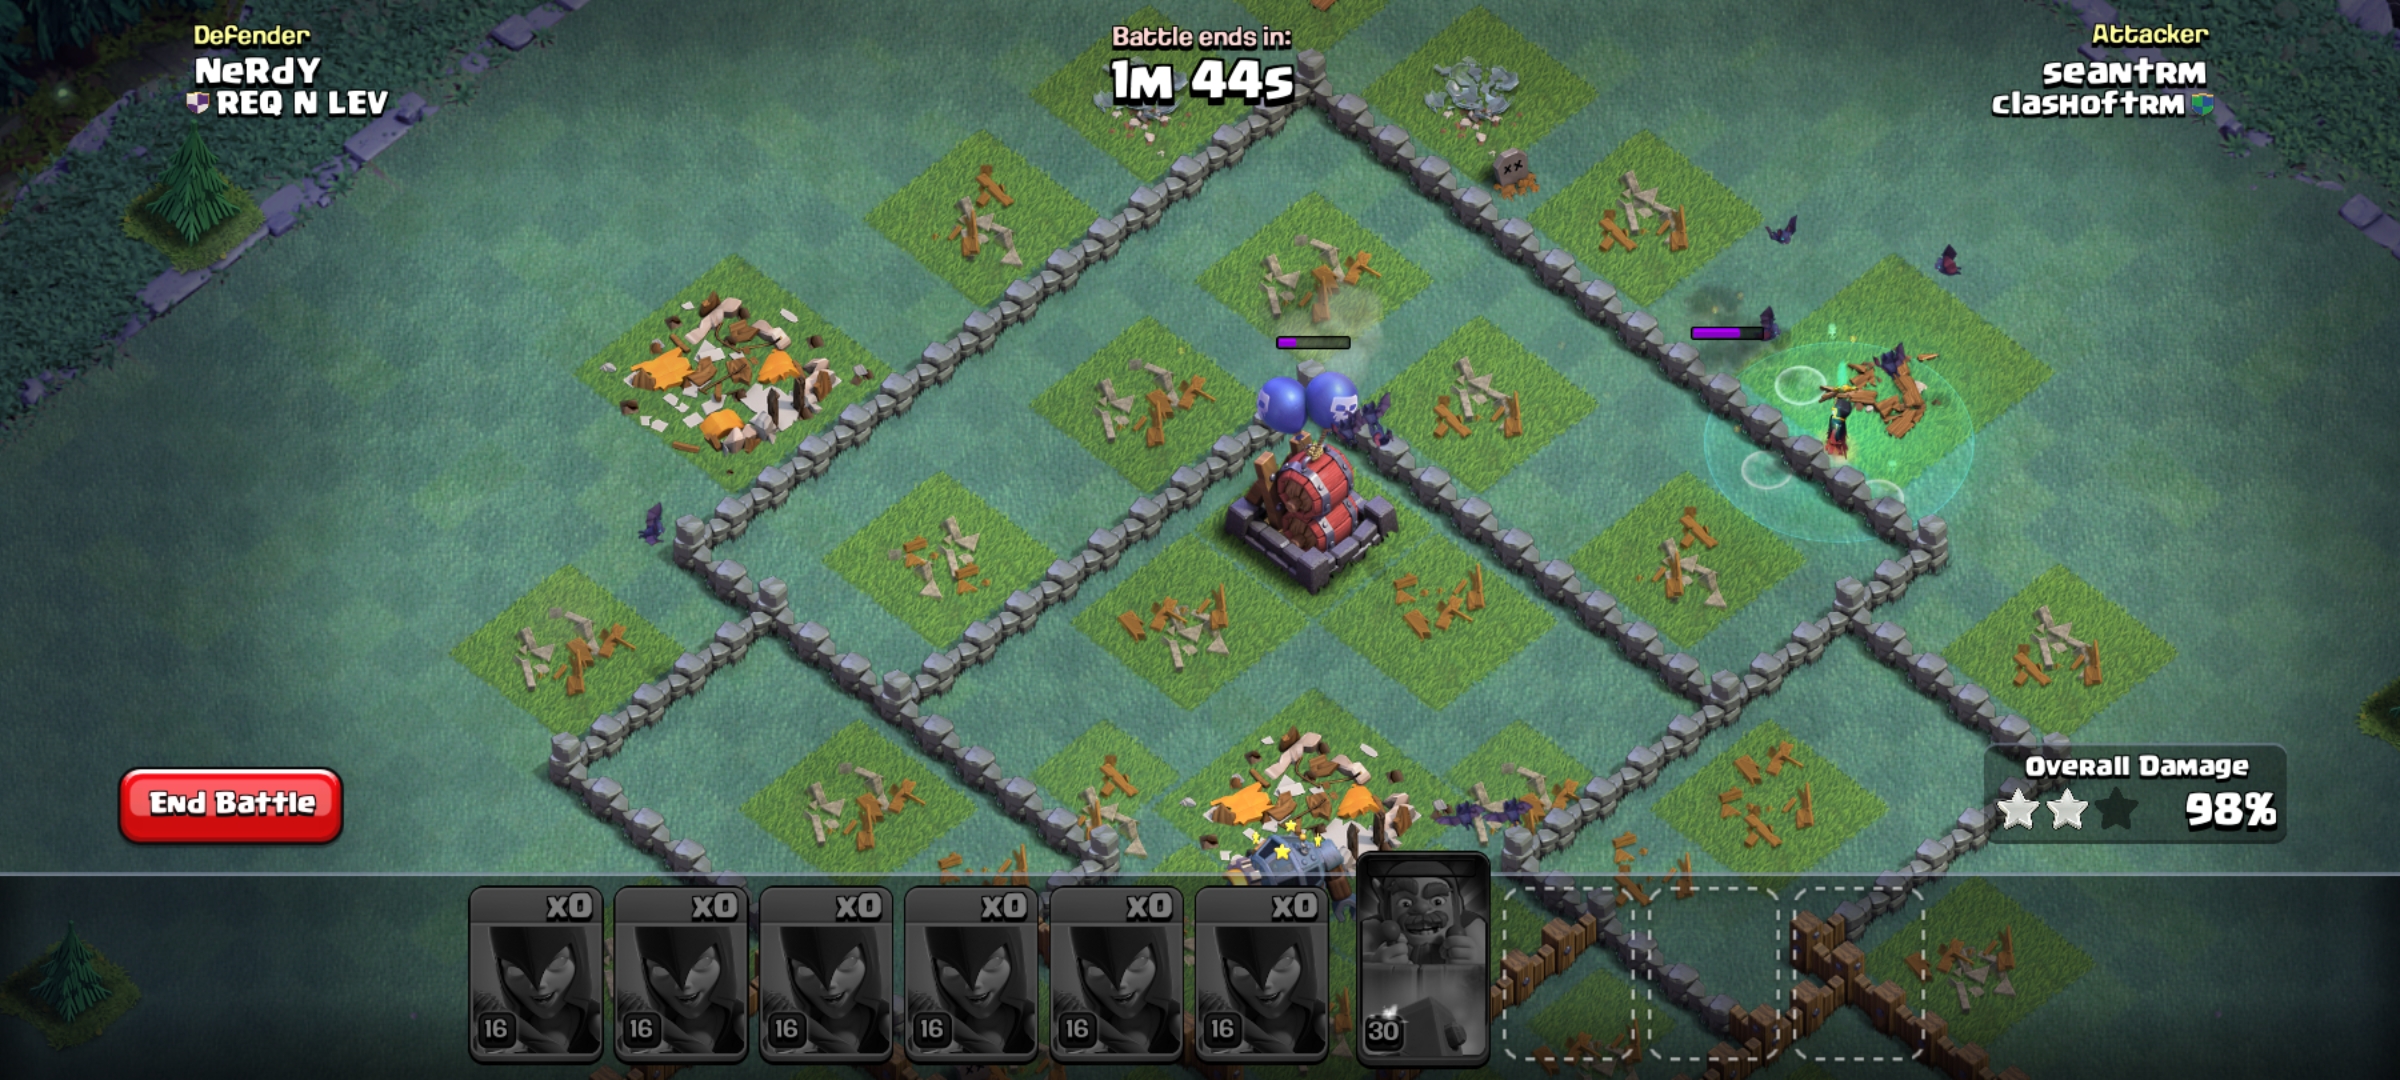 Defender
NeRdY
REQ N LEV
Battle ends in:
1M 44s
Attacker
seantRM
clashoftRM
End Battle
Overall Damage
98%
x0
x0
x0
x0
x0
x0
16
16
16
16
16
16
30